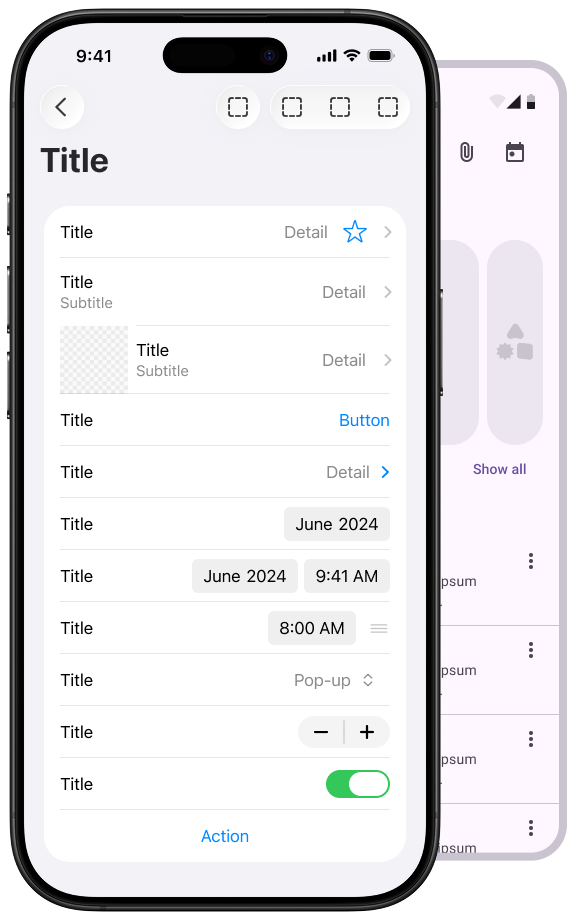 9:41
Title
Title Detail
Title
Subtitle Detail
Title
Subtitle Detail
Title Button
Title Detail
Title June 2024
Title June 2024 9:41 AM
Title 8:00 AM
Title Pop-up
Title
Title
Action
Show all
psum
psum
psum
ipsum